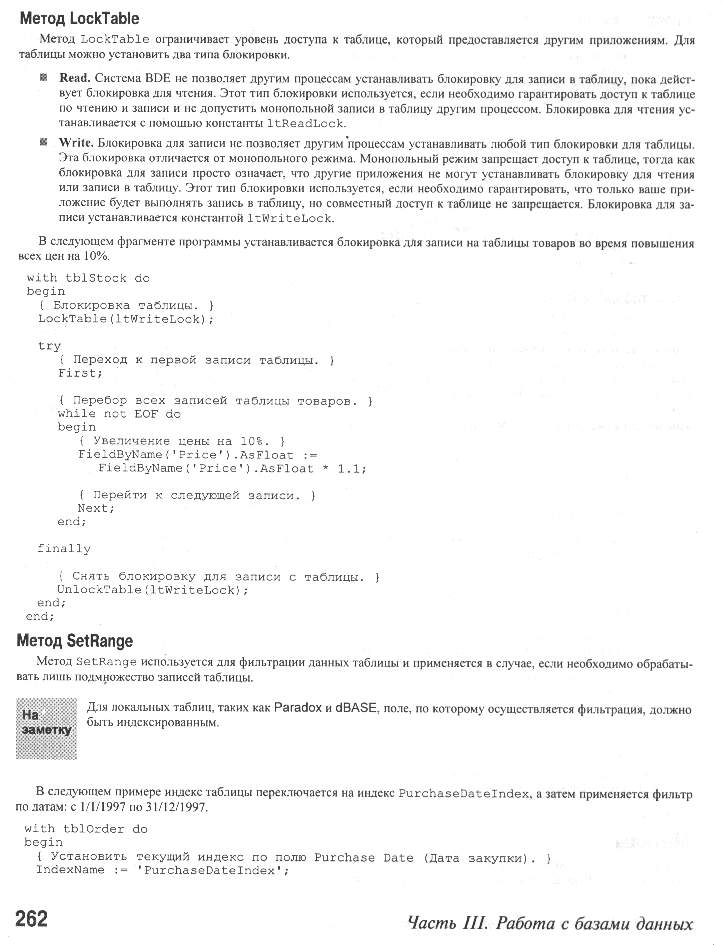 Метод LockTable
Метод LockTable ограничивает уровень доступа к таблице, который предоставляется другим приложениям. Для
таблицы можно установить два типа блокировки.
Read. Система BDE не позволяет другим процессам устанавливать блокировку для записи в таблицу, пока дейст-
вует блокировка для чтения. Этот тип блокировки используется, если необходимо гарантировать доступ к таблице
по чтению и записи и не допустить монопольной записи в таблицу другим процессом. Блокировка для чтения ус-
танавливается с помощью константы ltReadLock.
Write. Блокировка для записи не позволяет другим процессам устанавливать любой тип блокировки для таблицы.
Эта блокировка отличается от монопольного режима. Монопольный режим запрещает доступ к таблице, тогда как
блокировка для записи просто означает, что другие приложения не могут устанавливать блокировку для чтения
или записи в таблицу. Этот тип блокировки используется, если необходимо гарантировать, что только ваше при-
ложение будет выполнять запись в таблицу, но совместный доступ к таблице не запрещается. Блокировка для за-
писи устанавливается константой ltWriteLock.
В следующем фрагменте программы устанавливается блокировка для записи на таблицы товаров во время повышения
всех цен на 10%.
with tblStock do
begin
{ Блокировка таблицы. }
LockTable(ltWriteLock);
try
{ Переход к первой записи таблицы. }
First;
{ Перебор всех записей таблицы товаров. }
while not EOF do
begin
{ Увеличение цены на 10%. }
FieldByName('Price').AsFloat :=
FieldByName('Price').AsFloat * 1.1;
{ Перейти к следующей записи. }
Next;
end;
finally
{ Снять блокировку для записи с таблицы. }
UnlockTable(ltWriteLock);
end;
end;
Метод SetRange
Метод SetRange используется для фильтрации данных таблицы и применяется в случае, если необходимо обрабаты-
вать лишь подмножество записей таблицы.
На
заметку
Для локальных таблиц, таких как Paradox и dBASE, поле, по которому осуществляется фильтрация, должно
быть индексированным.
В следующем примере индекс таблицы переключается на индекс PurchaseDateIndex, а затем применяется фильтр
по датам: с 1/1/1997 по 31/12/1997.
with tblOrder do
begin
{ Установить текущий индекс по полю Purchase Date (Дата закупки). }
IndexName := 'PurchaseDateIndex';
262
Часть III. Работа с базами данных